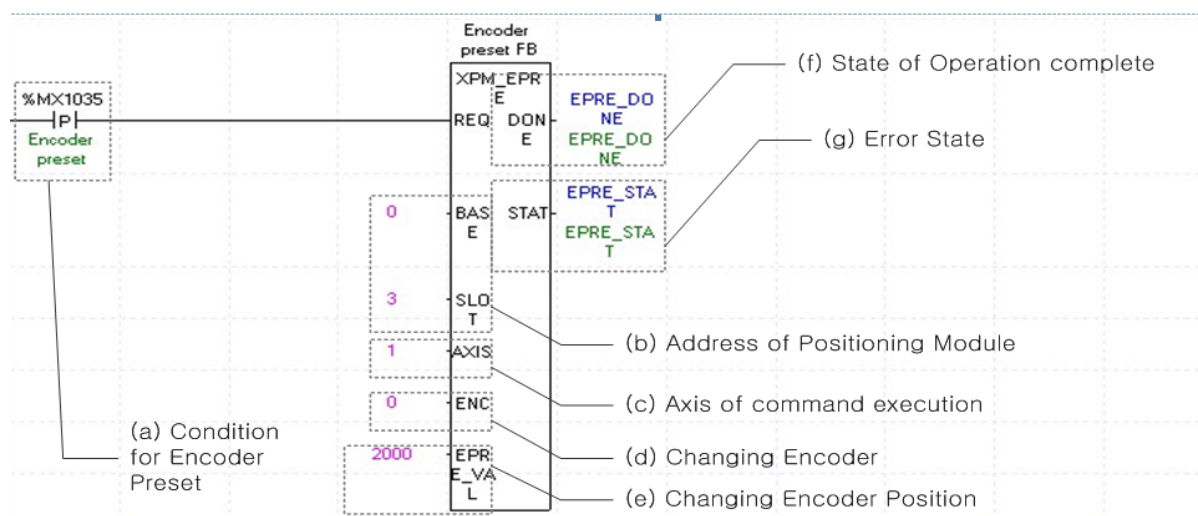 Encoder
preset FB
XPM_EPR
E
(f) State of Operation complete
%MX1035
P
Encoder
preset
REQ
DON
E
EPRE_DO
NE
EPRE_DO
NE
(g) Error State
0
BAS
E
STAT
EPRE_STA
T
EPRE_STA
T
3
SLO
T
(b) Address of Positioning Module
1
AXIS
(c) Axis of command execution
0
ENC
(a) Condition
for Encoder
Preset
(d) Changing Encoder
2000
EPR
E_VA
L
(e) Changing Encoder Position